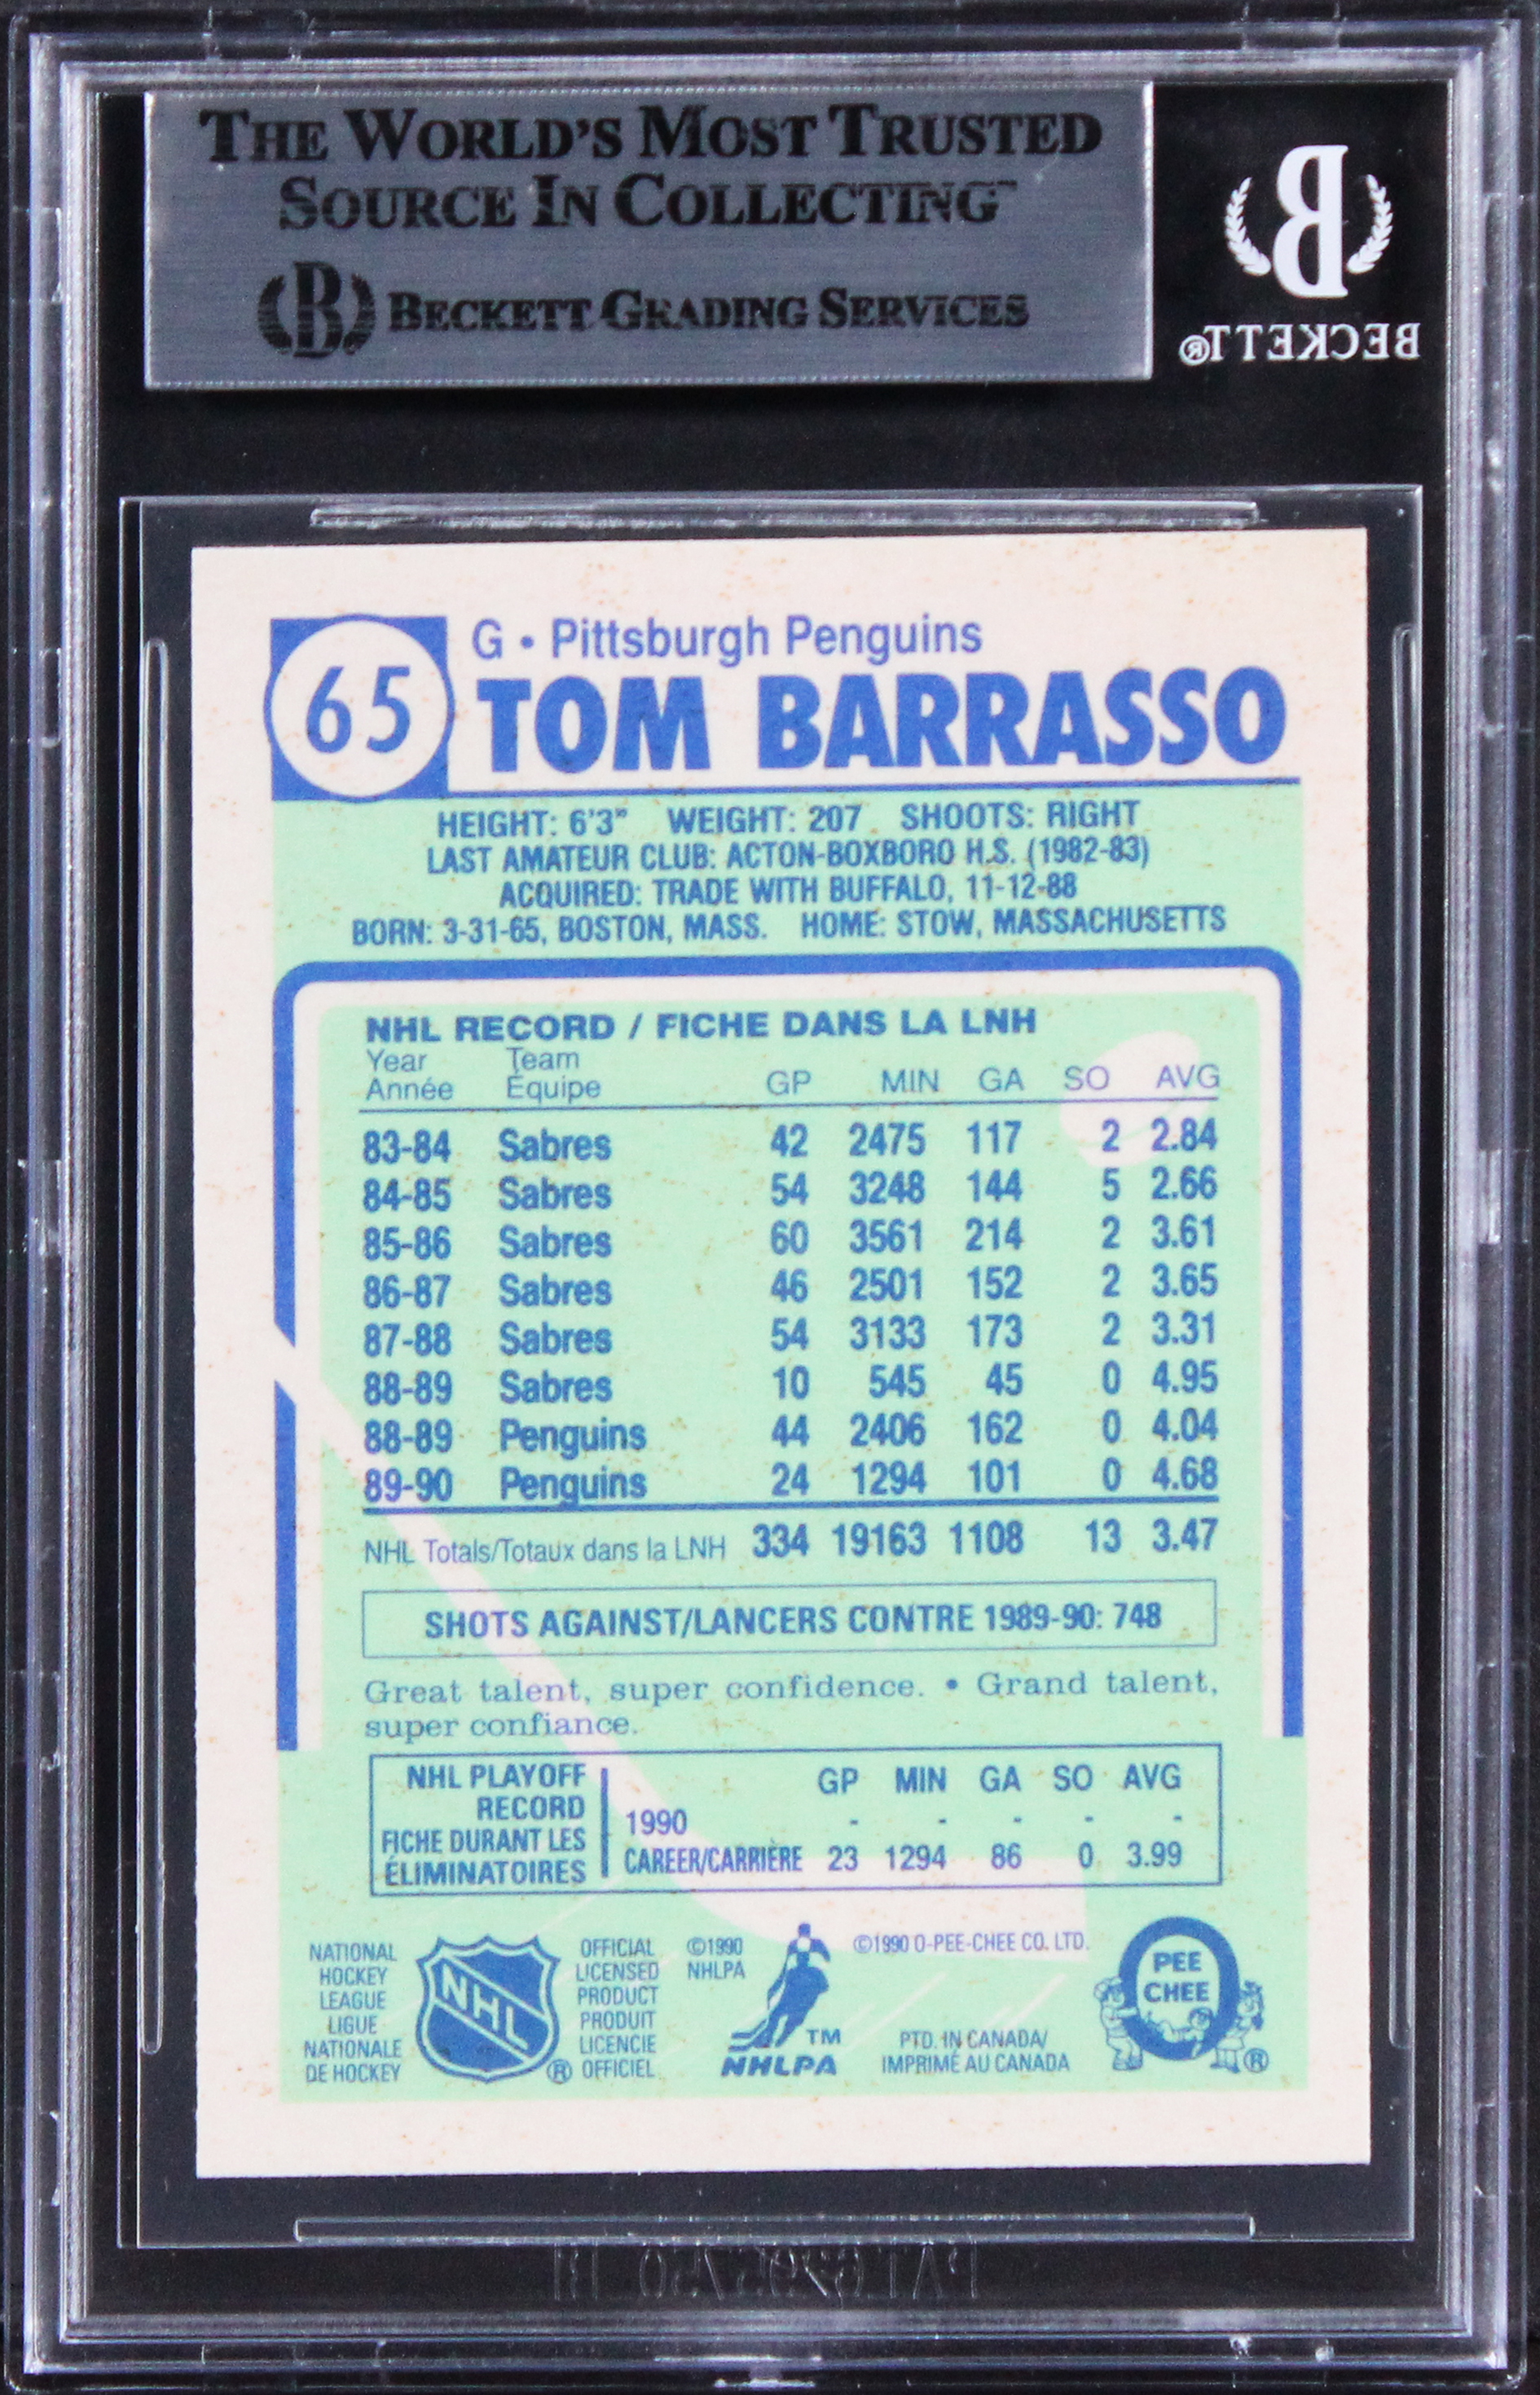 THE WORLD'S MOST TRUSTED
SOURCE IN COLLECTING™
B BECKETT GRADING SERVICES
B
BECKETT®
65
G • Pittsburgh Penguins
TOM BARRASSO
HEIGHT: 6'3" WEIGHT: 207 SHOOTS: RIGHT
LAST AMATEUR CLUB: ACTON-BOXBORO H.S. (1982-83)
ACQUIRED: TRADE WITH BUFFALO, 11-12-88
BORN: 3-31-65, BOSTON, MASS. HOME: STOW, MASSACHUSETTS
NHL RECORD / FICHE DANS LA LNH
Year Team
Année Équipe GP MIN GA SO AVG
83-84 Sabres 42 2475 117 2 2.84
84-85 Sabres 54 3248 144 5 2.66
85-86 Sabres 60 3561 214 2 3.61
86-87 Sabres 46 2501 152 2 3.65
87-88 Sabres 54 3133 173 2 3.31
88-89 Sabres 10 545 45 0 4.95
88-89 Penguins 44 2406 162 0 4.04
89-90 Penguins 24 1294 101 0 4.68
NHL Totals/Totaux dans la LNH 334 19163 1108 13 3.47
SHOTS AGAINST/LANCERS CONTRE 1989-90: 748
Great talent, super confidence. • Grand talent,
super confiance.
NHL PLAYOFF
RECORD
FICHE DURANT LES
ÉLIMINATOIRES
GP MIN GA SO AVG
1990 - - - - -
CAREER/CARRIÈRE 23 1294 86 0 3.99
NATIONAL
HOCKEY
LEAGUE
LIGUE
NATIONALE
DE HOCKEY
NHL
®
OFFICIAL
LICENSED
PRODUCT
PRODUIT
LICENCIE
OFFICIEL
©1990
NHLPA
TM
NHLPA
©1990 O-PEE-CHEE CO. LTD.
PTD. IN CANADA/
IMPRIMÉ AU CANADA
O
PEE
CHEE
®